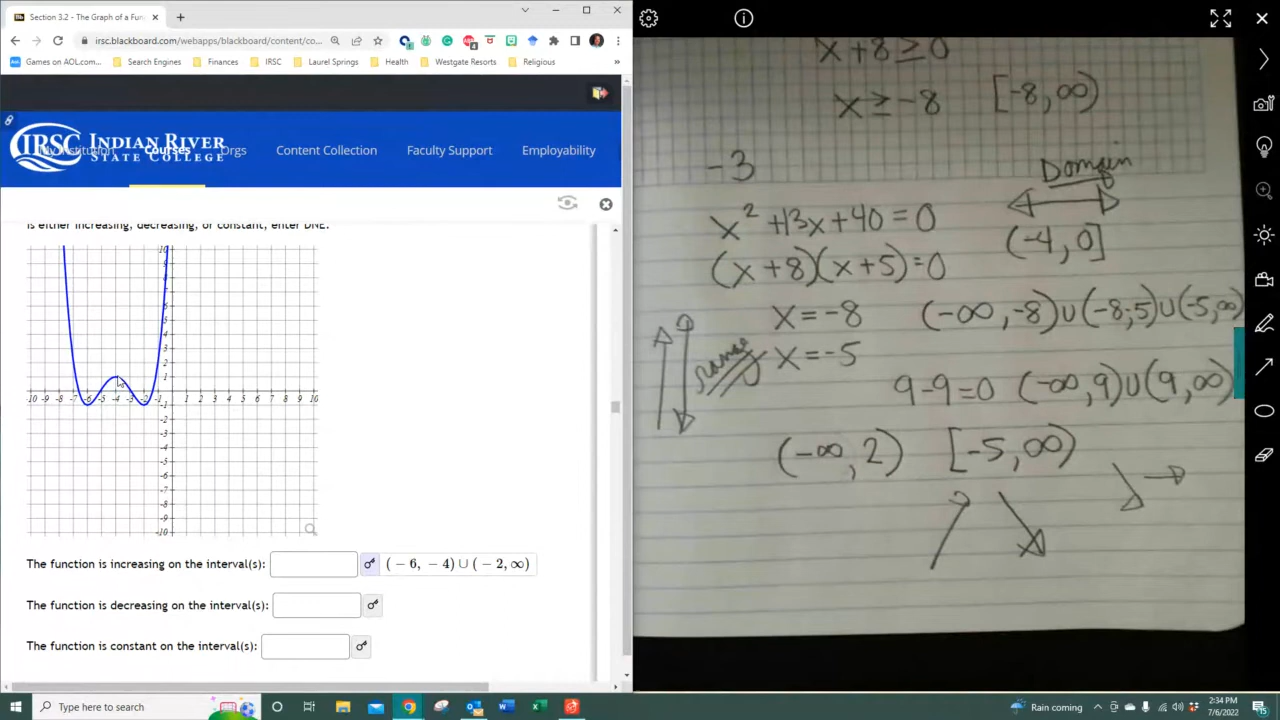 Section 3.2 - The Graph of a Fun
irsc.blackboard.com/webapps/blackboard/content/co...
Games on AOL.com...
Search Engines
Finances
IRSC
Laurel Springs
Health
Westgate Resorts
Religious
IRSC INDIAN RIVER
STATE COLLEGE
My Institution
Courses
Orgs
Content Collection
Faculty Support
Employability
is either increasing, decreasing, or constant, enter DNE.
The function is increasing on the interval(s):
(−6, −4) ∪ (−2, ∞)
The function is decreasing on the interval(s):
The function is constant on the interval(s):
x+8≥0
x≥-8 [-8,∞)
-3
Domain
x²+13x+40=0
(-4,0]
(x+8)(x+5)=0
x=-8 (-∞,-8)∪(-8,-5)∪(-5,∞)
range
x=-5
9-9=0 (-∞,9)∪(9,∞)
(-∞,2) [-5,∞)
Type here to search
Rain coming
2:34 PM
7/6/2022